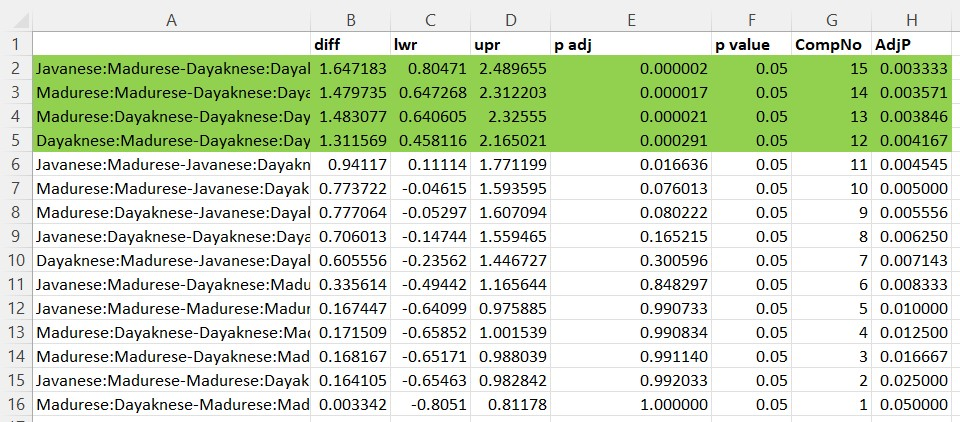 A B C D E F G H
1 diff lwr upr p adj p value CompNo AdjP
2 Javanese:Madurese-Dayaknese:Dayal 1.647183 0.80471 2.489655 0.000002 0.05 15 0.003333
3 Madurese:Madurese-Dayaknese:Daya 1.479735 0.647268 2.312203 0.000017 0.05 14 0.003571
4 Madurese:Dayaknese-Dayaknese:Day 1.483077 0.640605 2.32555 0.000021 0.05 13 0.003846
5 Dayaknese:Madurese-Dayaknese:Day 1.311569 0.458116 2.165021 0.000291 0.05 12 0.004167
6 Javanese:Madurese-Javanese:Dayakn 0.94117 0.11114 1.771199 0.016636 0.05 11 0.004545
7 Madurese:Madurese-Javanese:Dayak 0.773722 -0.04615 1.593595 0.076013 0.05 10 0.005000
8 Madurese:Dayaknese-Javanese:Dayal 0.777064 -0.05297 1.607094 0.080222 0.05 9 0.005556
9 Javanese:Dayaknese-Dayaknese:Daya 0.706013 -0.14744 1.559465 0.165215 0.05 8 0.006250
10 Dayaknese:Madurese-Javanese:Dayal 0.605556 -0.23562 1.446727 0.300596 0.05 7 0.007143
11 Javanese:Madurese-Dayaknese:Madu 0.335614 -0.49442 1.165644 0.848297 0.05 6 0.008333
12 Javanese:Madurese-Madurese:Madur 0.167447 -0.64099 0.975885 0.990733 0.05 5 0.010000
13 Madurese:Dayaknese-Dayaknese:Mad 0.171509 -0.65852 1.001539 0.990834 0.05 4 0.012500
14 Madurese:Madurese-Dayaknese:Mad 0.168167 -0.65171 0.988039 0.991140 0.05 3 0.016667
15 Javanese:Madurese-Madurese:Dayak 0.164105 -0.65463 0.982842 0.992033 0.05 2 0.025000
16 Madurese:Dayaknese-Madurese:Mad 0.003342 -0.8051 0.81178 1.000000 0.05 1 0.050000